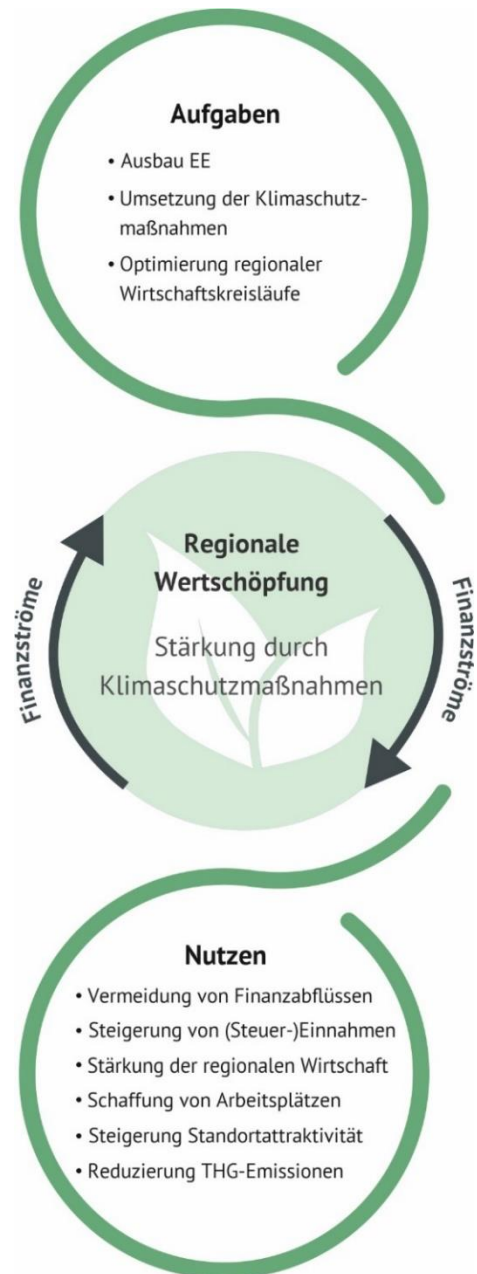 Aufgaben
• Ausbau EE
• Umsetzung der Klimaschutz-
maßnahmen
• Optimierung regionaler
Wirtschaftskreisläufe
Regionale
Wertschöpfung
Stärkung durch
Klimaschutzmaßnahmen
Finanzströme
Finanzströme
Nutzen
• Vermeidung von Finanzabflüssen
• Steigerung von (Steuer-)Einnahmen
• Stärkung der regionalen Wirtschaft
• Schaffung von Arbeitsplätzen
• Steigerung Standortattraktivität
• Reduzierung THG-Emissionen